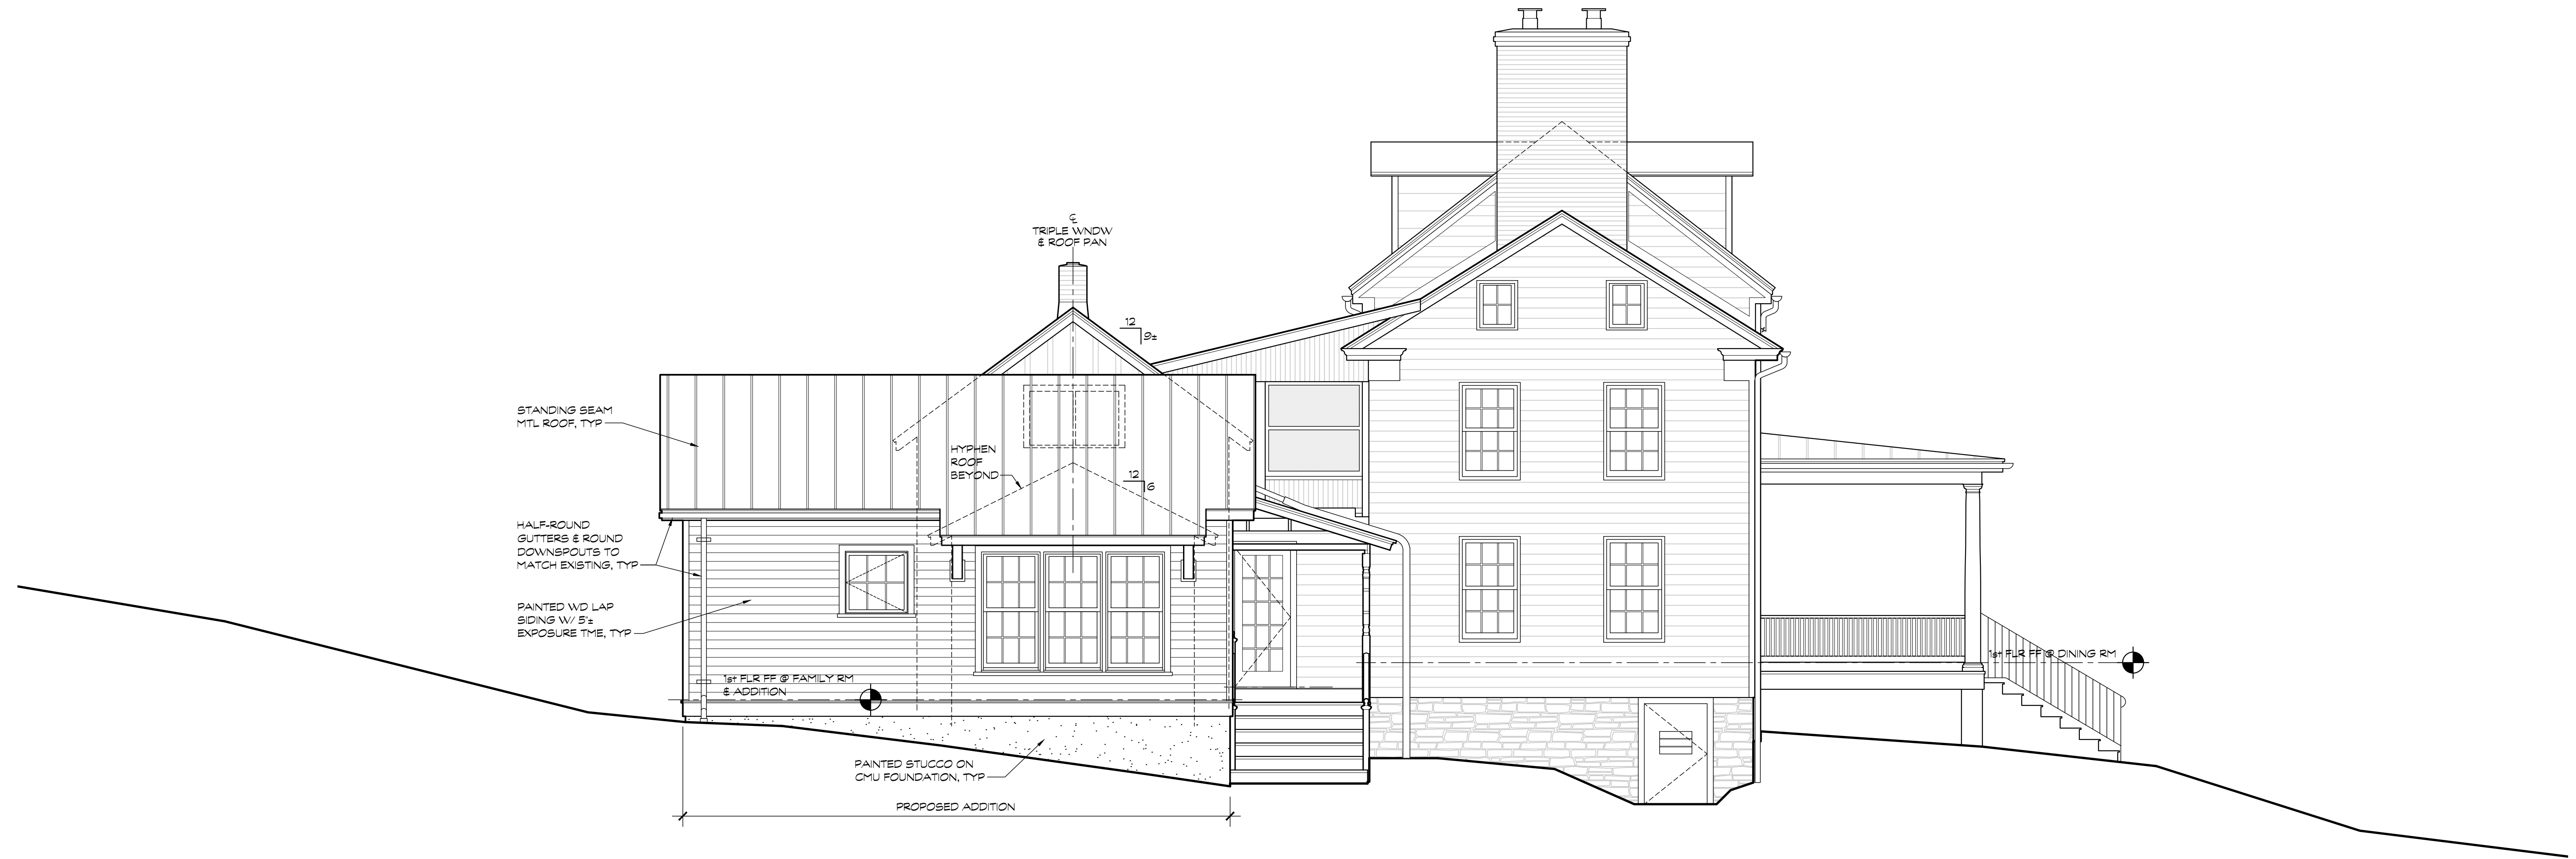 ℄
TRIPLE WNDW
& ROOF PAN
12
9±
STANDING SEAM
MTL ROOF, TYP
HYPHEN
ROOF
BEYOND
12
6
HALF-ROUND
GUTTERS & ROUND
DOWNSPOUTS TO
MATCH EXISTING, TYP
PAINTED WD LAP
SIDING W/ 5"±
EXPOSURE TME, TYP
1st FLR FF @ FAMILY RM
& ADDITION
1st FLR FF @ DINING RM
PAINTED STUCCO ON
CMU FOUNDATION, TYP
PROPOSED ADDITION